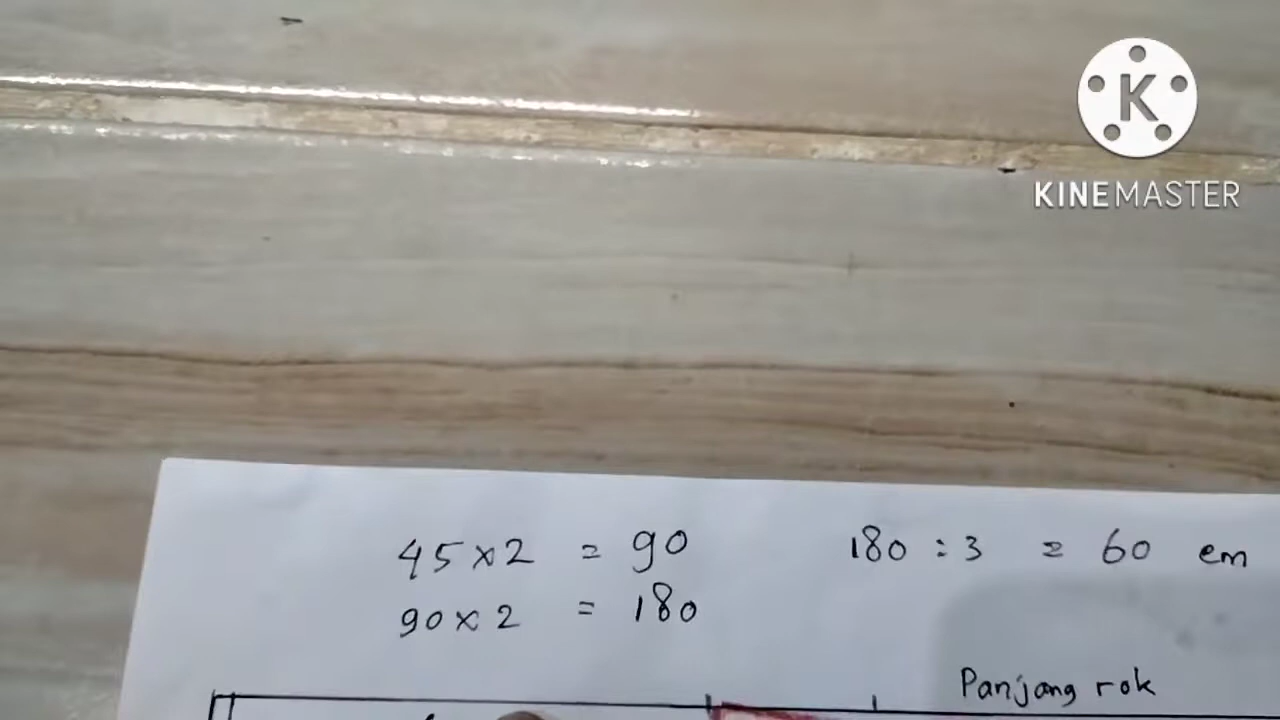 K
KINEMASTER
45 x 2 = 90
180 : 3 = 60 cm
90 x 2 = 180
Panjang rok